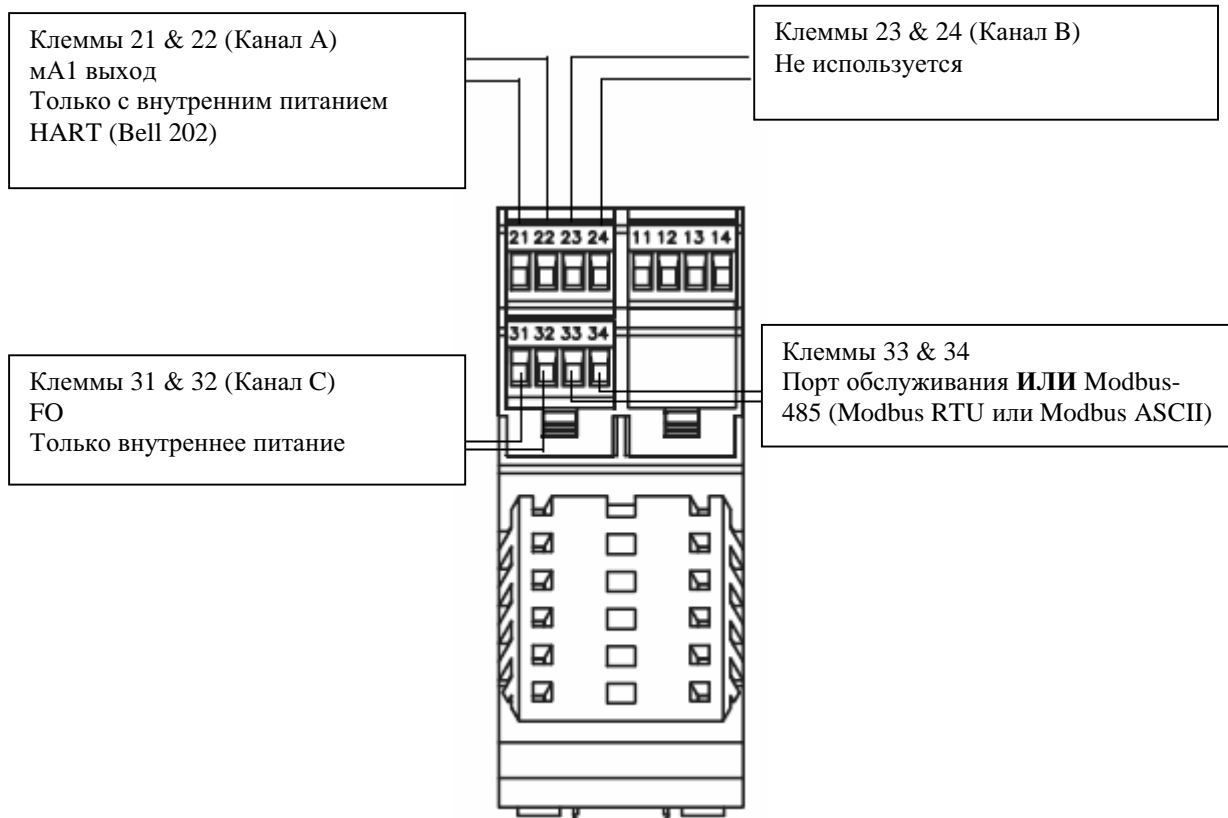 Клеммы 21 & 22 (Канал А)
мА1 выход
Только с внутренним питанием
HART (Bell 202)
Клеммы 23 & 24 (Канал В)
Не используется
21 22 23 24
11 12 13 14
31 32 33 34
Клеммы 31 & 32 (Канал С)
FO
Только внутреннее питание
Клеммы 33 & 34
Порт обслуживания ИЛИ Modbus-
485 (Modbus RTU или Modbus ASCII)